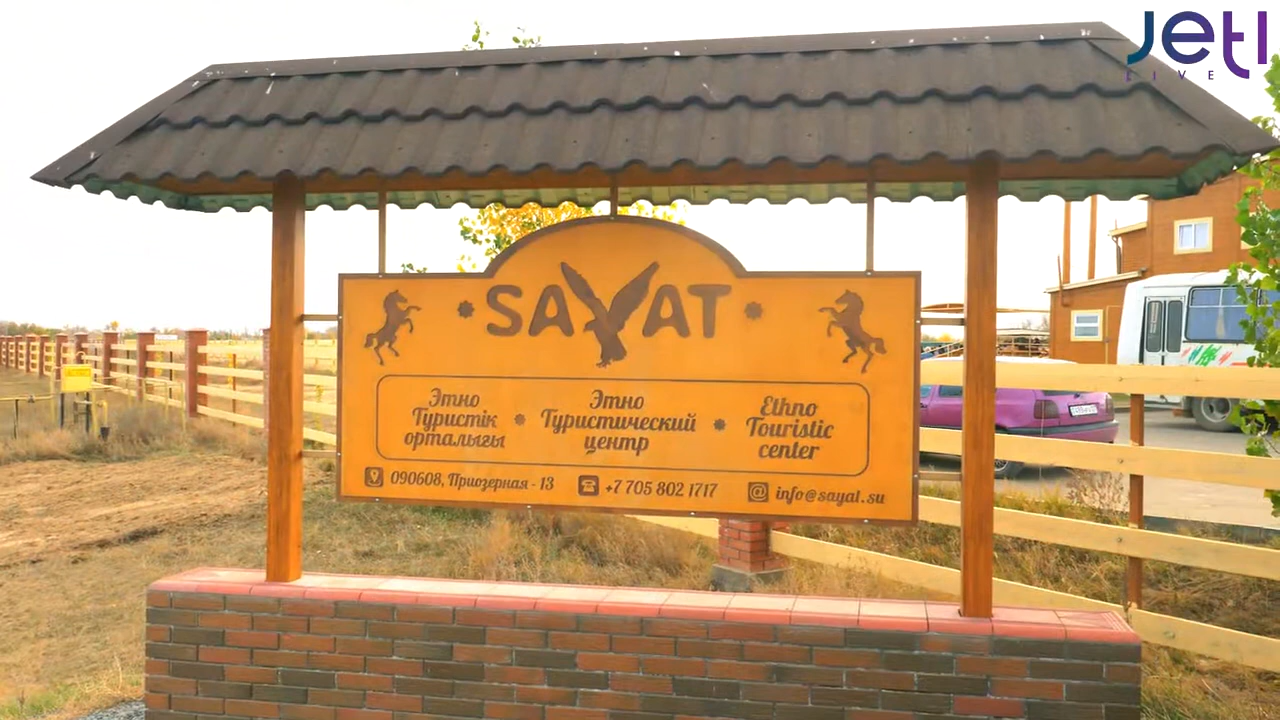 JETI
LIVE
SAYAT
Этно
Туристік
орталығы
Этно
Туристический
центр
Ethno
Touristic
center
090608, Приозерная - 13
+7 705 802 1717
info@sayat.su